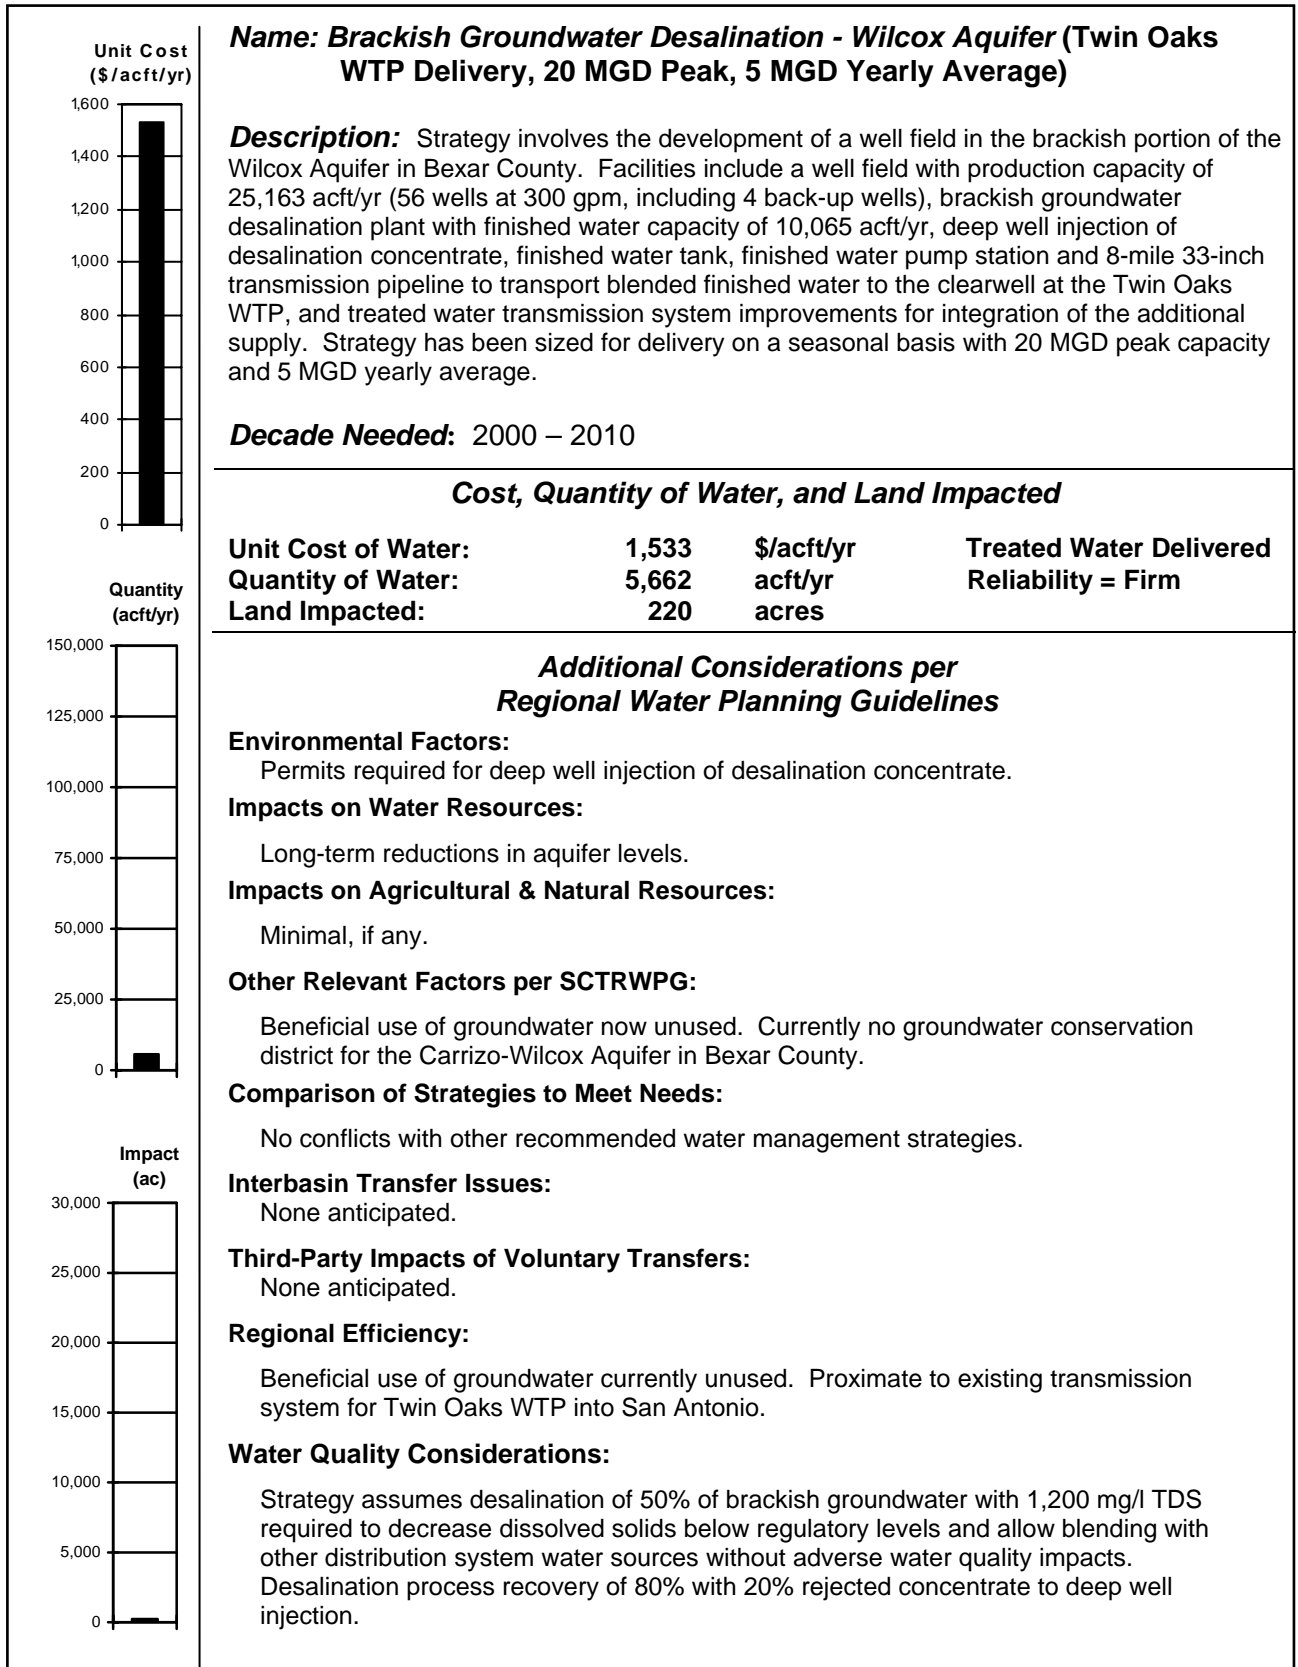 Unit Cost
($/acft/yr)
1,600
1,400
1,200
1,000
800
600
400
200
0
Quantity
(acft/yr)
150,000
125,000
100,000
75,000
50,000
25,000
0
Impact
(ac)
30,000
25,000
20,000
15,000
10,000
5,000
0
Name: Brackish Groundwater Desalination - Wilcox Aquifer (Twin Oaks
WTP Delivery, 20 MGD Peak, 5 MGD Yearly Average)
Description: Strategy involves the development of a well field in the brackish portion of the
Wilcox Aquifer in Bexar County. Facilities include a well field with production capacity of
25,163 acft/yr (56 wells at 300 gpm, including 4 back-up wells), brackish groundwater
desalination plant with finished water capacity of 10,065 acft/yr, deep well injection of
desalination concentrate, finished water tank, finished water pump station and 8-mile 33-inch
transmission pipeline to transport blended finished water to the clearwell at the Twin Oaks
WTP, and treated water transmission system improvements for integration of the additional
supply. Strategy has been sized for delivery on a seasonal basis with 20 MGD peak capacity
and 5 MGD yearly average.
Decade Needed: 2000 – 2010
Cost, Quantity of Water, and Land Impacted
Unit Cost of Water: 1,533 $/acft/yr Treated Water Delivered
Quantity of Water: 5,662 acft/yr Reliability = Firm
Land Impacted: 220 acres
Additional Considerations per
Regional Water Planning Guidelines
Environmental Factors:
Permits required for deep well injection of desalination concentrate.
Impacts on Water Resources:
Long-term reductions in aquifer levels.
Impacts on Agricultural & Natural Resources:
Minimal, if any.
Other Relevant Factors per SCTRWPG:
Beneficial use of groundwater now unused. Currently no groundwater conservation
district for the Carrizo-Wilcox Aquifer in Bexar County.
Comparison of Strategies to Meet Needs:
No conflicts with other recommended water management strategies.
Interbasin Transfer Issues:
None anticipated.
Third-Party Impacts of Voluntary Transfers:
None anticipated.
Regional Efficiency:
Beneficial use of groundwater currently unused. Proximate to existing transmission
system for Twin Oaks WTP into San Antonio.
Water Quality Considerations:
Strategy assumes desalination of 50% of brackish groundwater with 1,200 mg/l TDS
required to decrease dissolved solids below regulatory levels and allow blending with
other distribution system water sources without adverse water quality impacts.
Desalination process recovery of 80% with 20% rejected concentrate to deep well
injection.